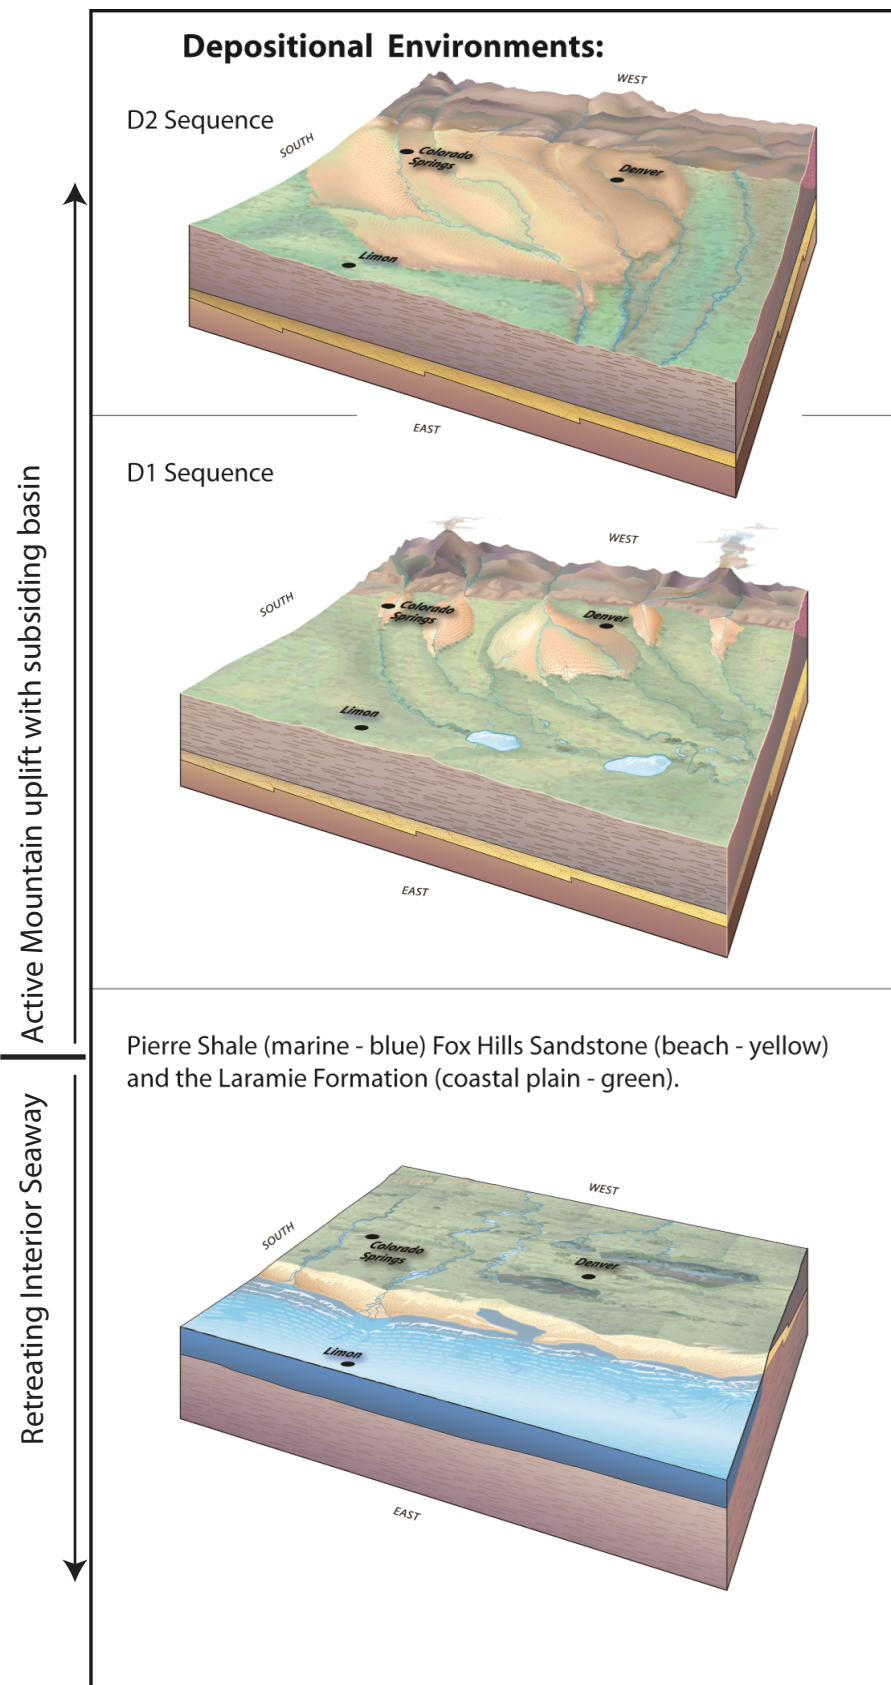 Depositional Environments:
WEST
D2 Sequence
SOUTH
Colorado
Springs
Denver
Limon
EAST
D1 Sequence
WEST
SOUTH
Colorado
Springs
Denver
Limon
EAST
Active Mountain uplift with subsiding basin
Pierre Shale (marine - blue) Fox Hills Sandstone (beach - yellow)
and the Laramie Formation (coastal plain - green).
Retreating Interior Seaway
WEST
SOUTH
Colorado
Springs
Denver
Limon
EAST